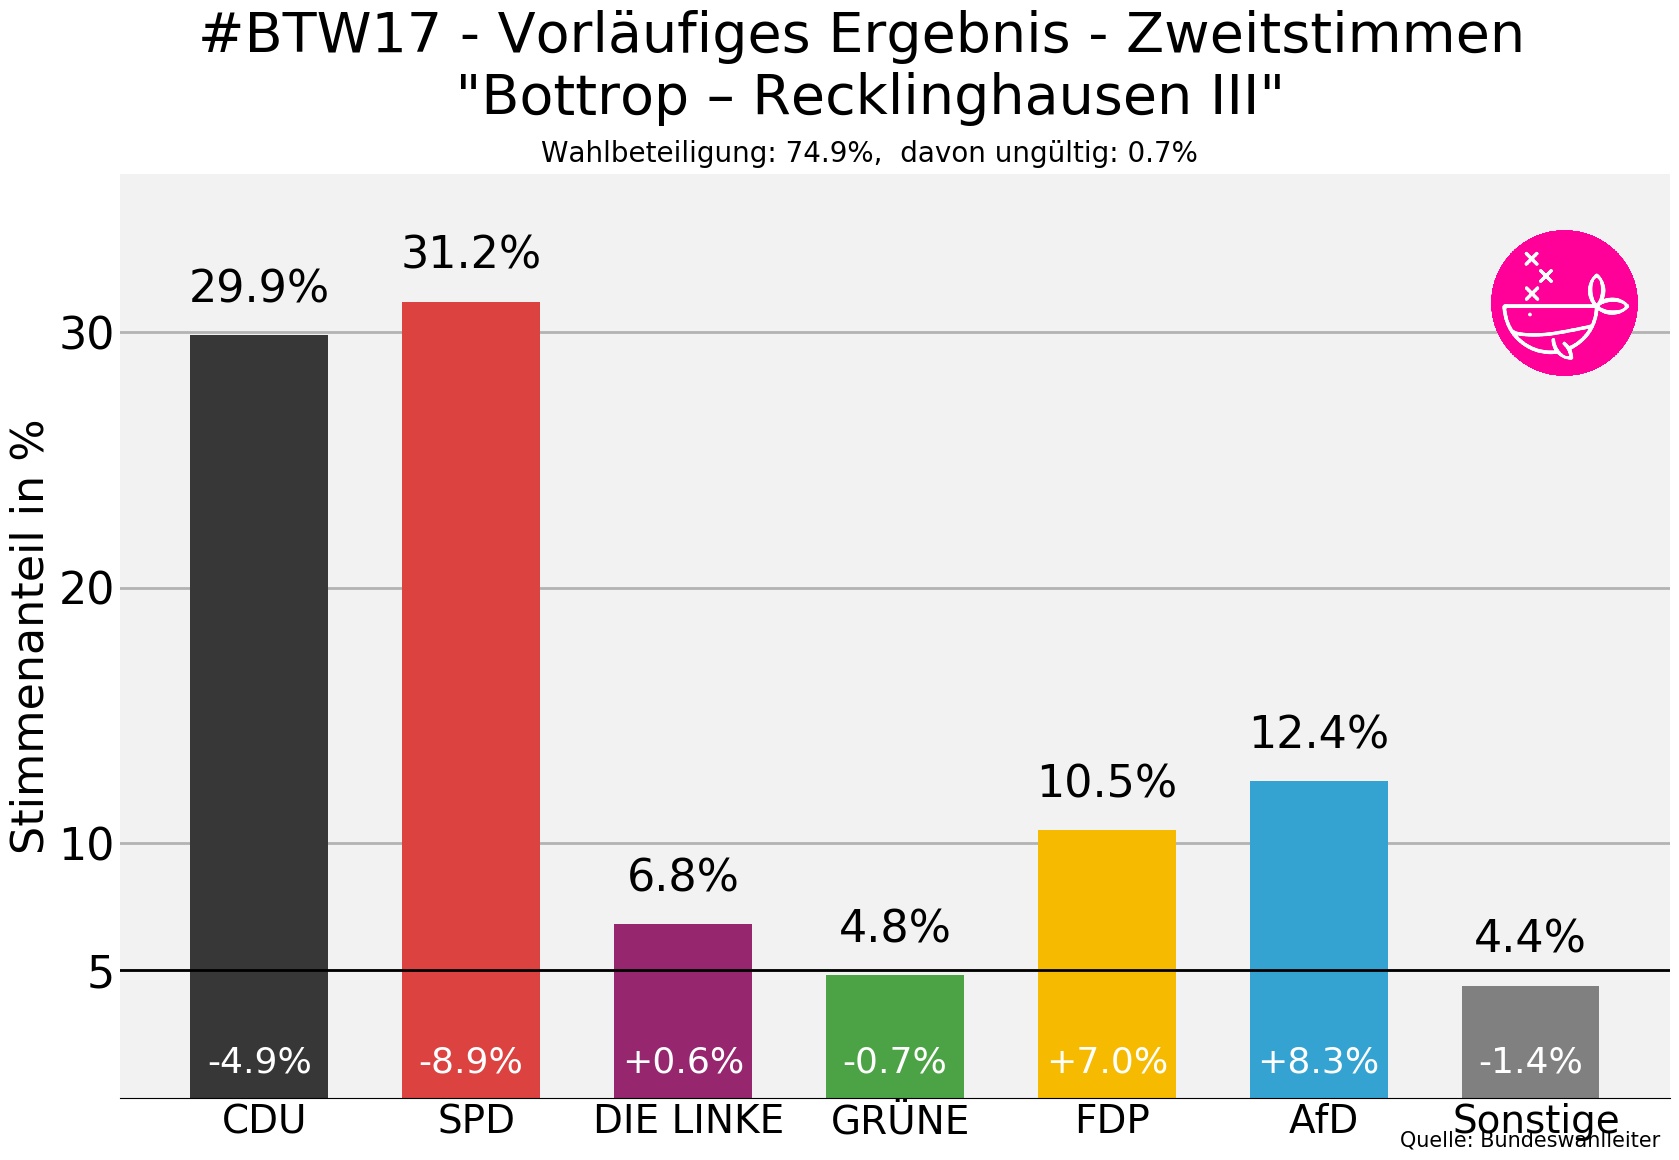 #BTW17 - Vorläufiges Ergebnis - Zweitstimmen
"Bottrop – Recklinghausen III"
Wahlbeteiligung: 74.9%,  davon ungültig: 0.7%
Stimmenanteil in %
30
20
10
5
29.9%
31.2%
6.8%
4.8%
10.5%
12.4%
4.4%
-4.9%
-8.9%
+0.6%
-0.7%
+7.0%
+8.3%
-1.4%
CDU
SPD
DIE LINKE
GRÜNE
FDP
AfD
Sonstige
Quelle: Bundeswahlleiter